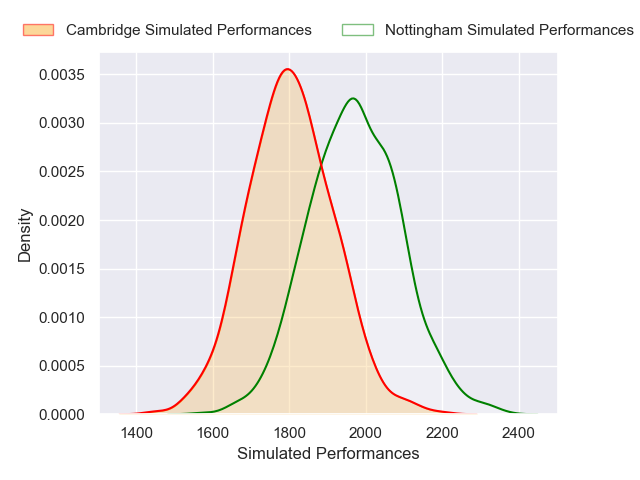 Cambridge Simulated Performances Nottingham Simulated Performances
0.0035
0.0030
0.0025
0.0020
0.0015
0.0010
0.0005
0.0000
Density
1400 1600 1800 2000 2200 2400
Simulated Performances